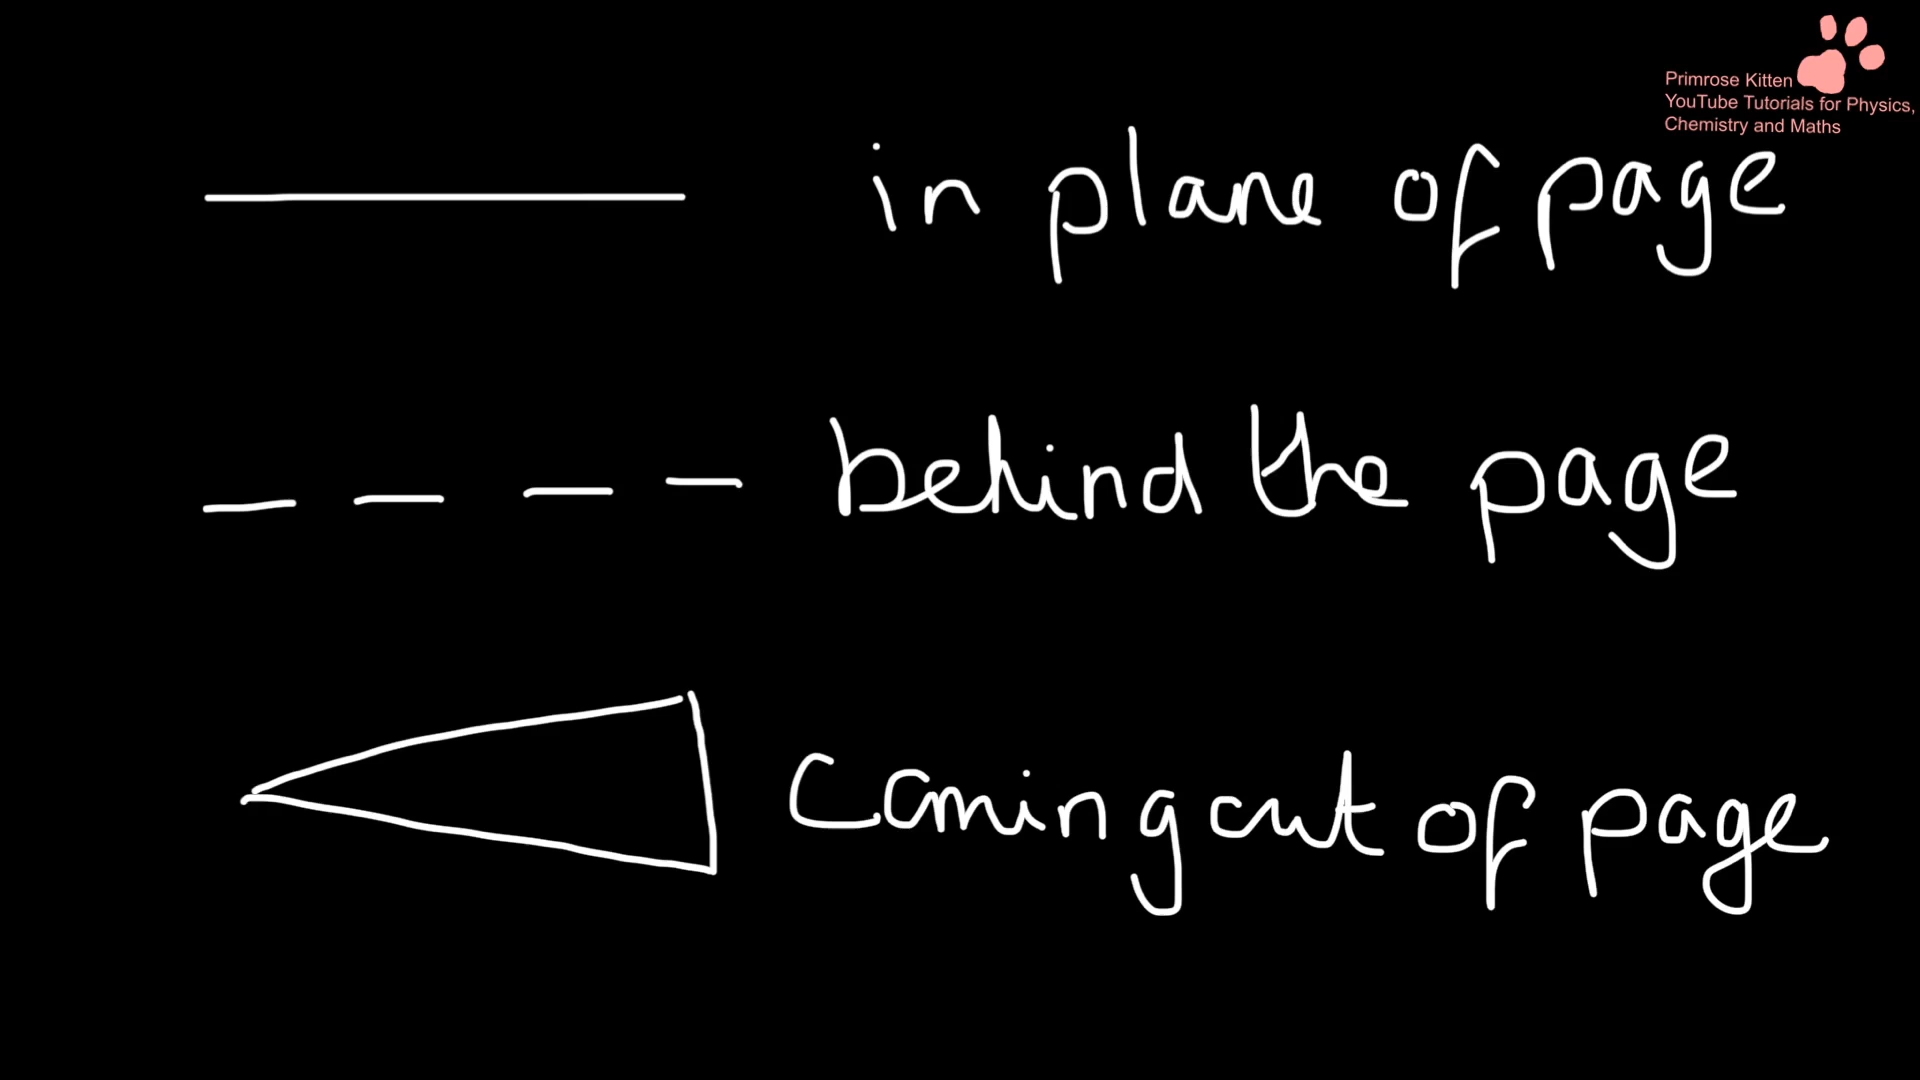 Primrose Kitten
YouTube Tutorials for Physics,
Chemistry and Maths
in plane of page
behind the page
Coming out of page